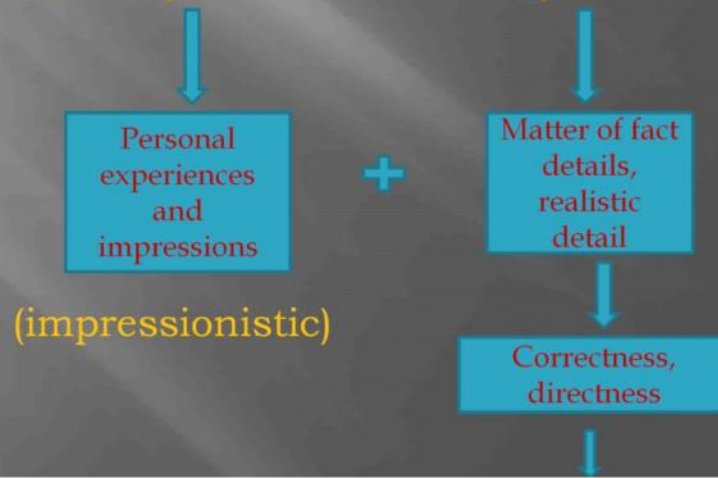 Personal
experiences
and
impressions
+
Matter of fact
details,
realistic
detail
(impressionistic)
Correctness,
directness